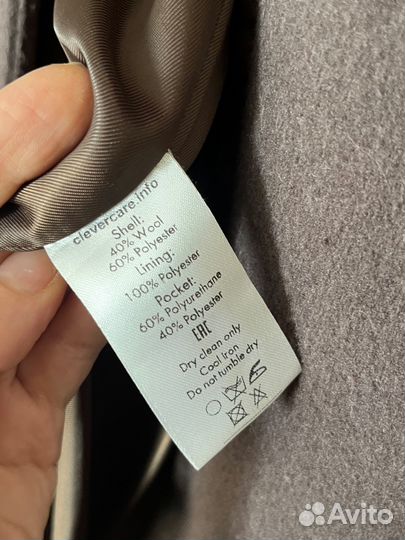 clevercare.info
Shell:
40% Wool
60% Polyester
Lining:
100% Polyester
Pocket:
60% Polyurethane
40% Polyester
EAC
Dry clean only
Cool Iron
Do not tumble dry
Avito